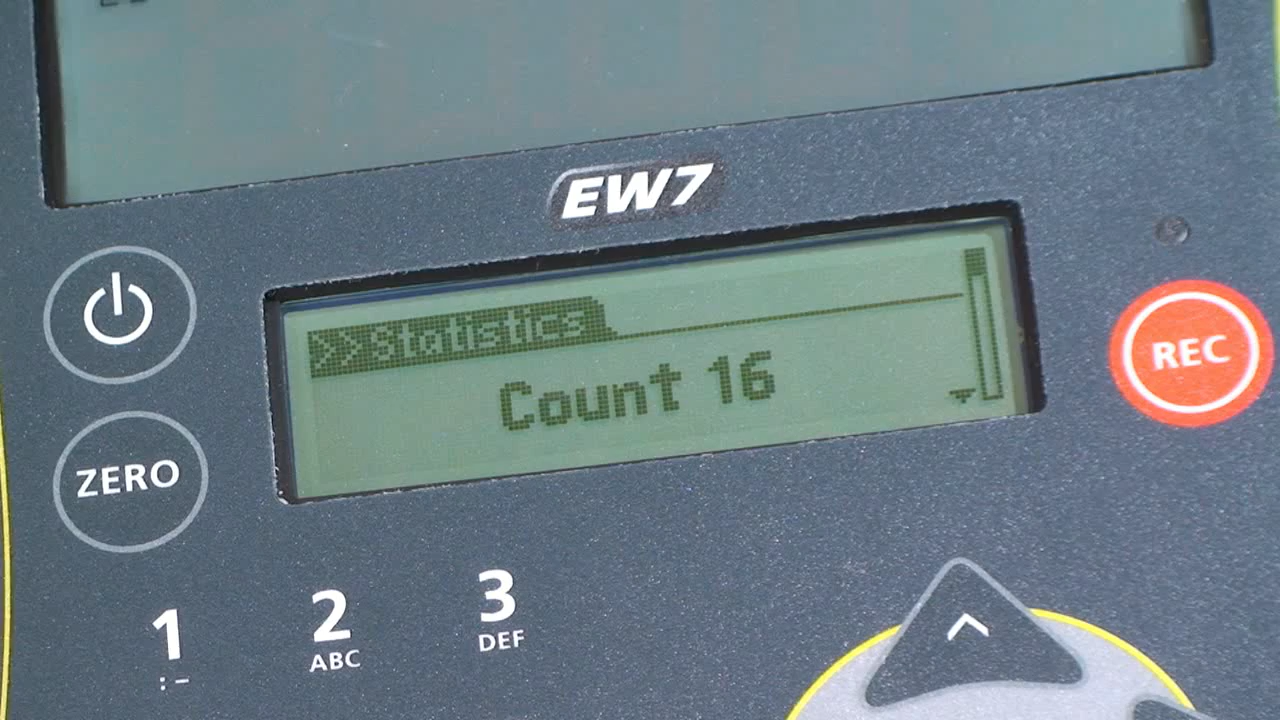 EW7
>>Statistics
Count 16
REC
ZERO
1
2
3
:-
ABC
DEF